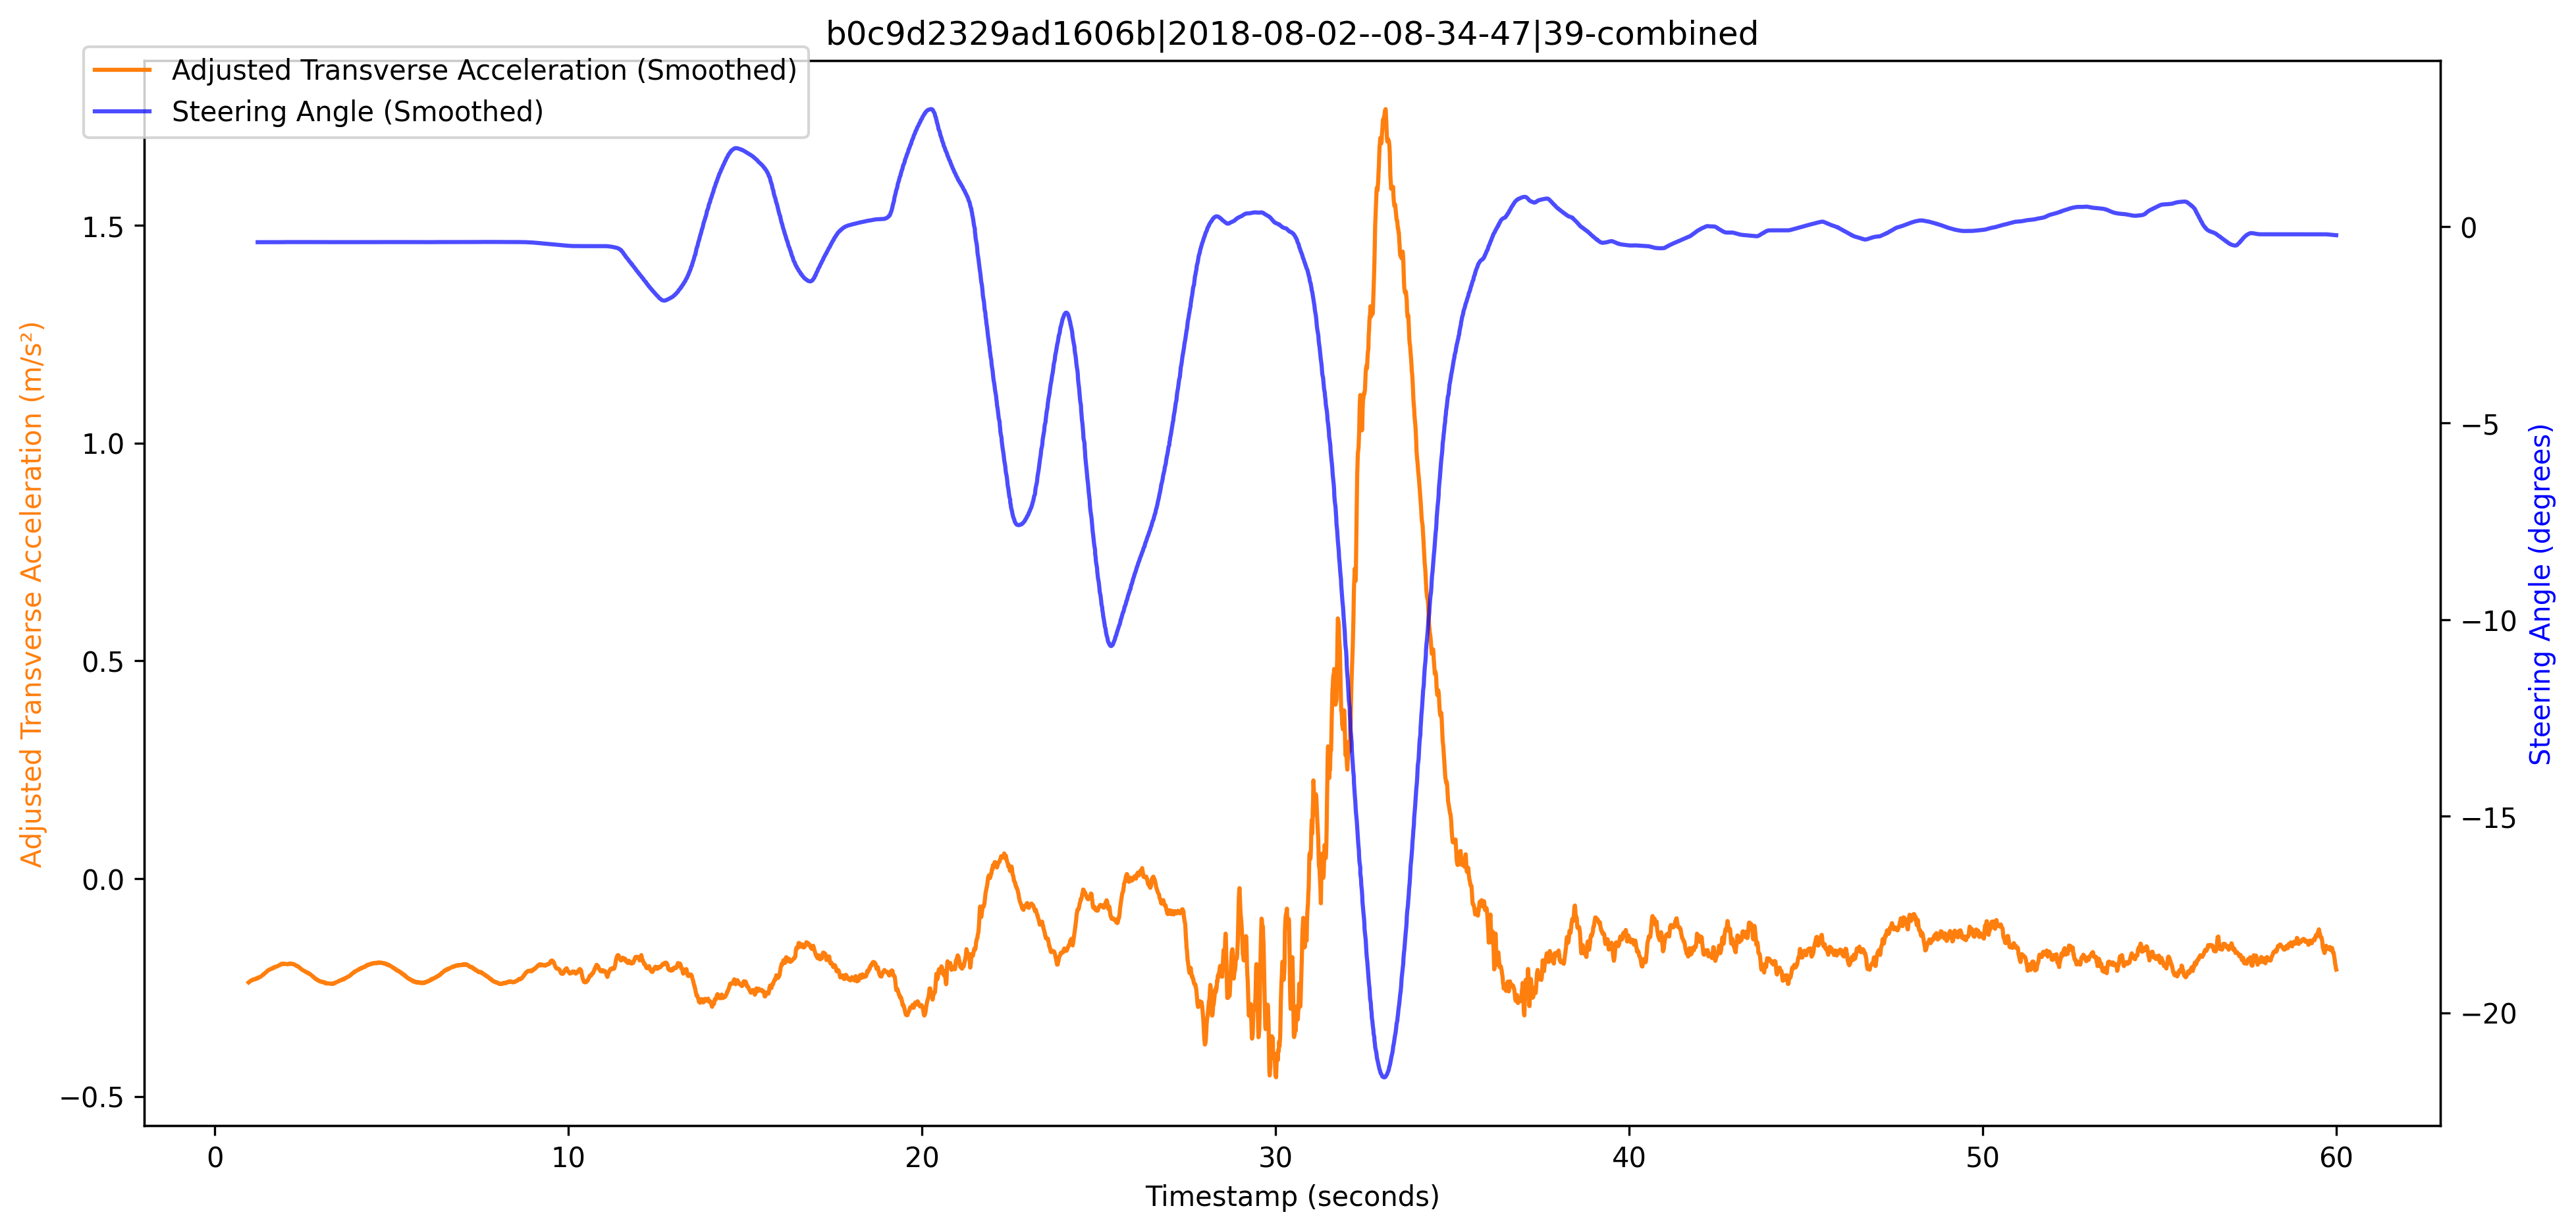 b0c9d2329ad1606b|2018-08-02--08-34-47|39-combined
Adjusted Transverse Acceleration (Smoothed)
Steering Angle (Smoothed)
Adjusted Transverse Acceleration (m/s²)
1.5
1.0
0.5
0.0
−0.5
0
−5
−10
−15
−20
Steering Angle (degrees)
0
10
20
30
40
50
60
Timestamp (seconds)